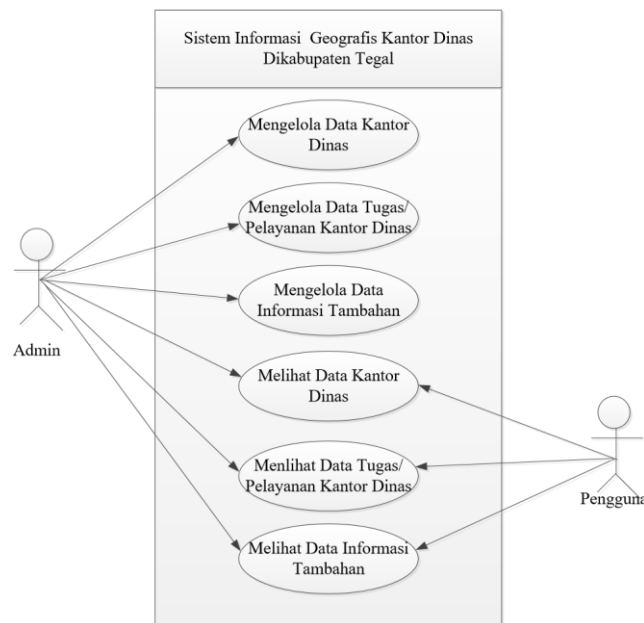 Sistem Informasi  Geografis Kantor Dinas
Dikabupaten Tegal
Mengelola Data Kantor
Dinas
Mengelola Data Tugas/
Pelayanan Kantor Dinas
Mengelola Data
Informasi Tambahan
Admin
Melihat Data Kantor
Dinas
Menlihat Data Tugas/
Pelayanan Kantor Dinas
Pengguna
Melihat Data Informasi
Tambahan